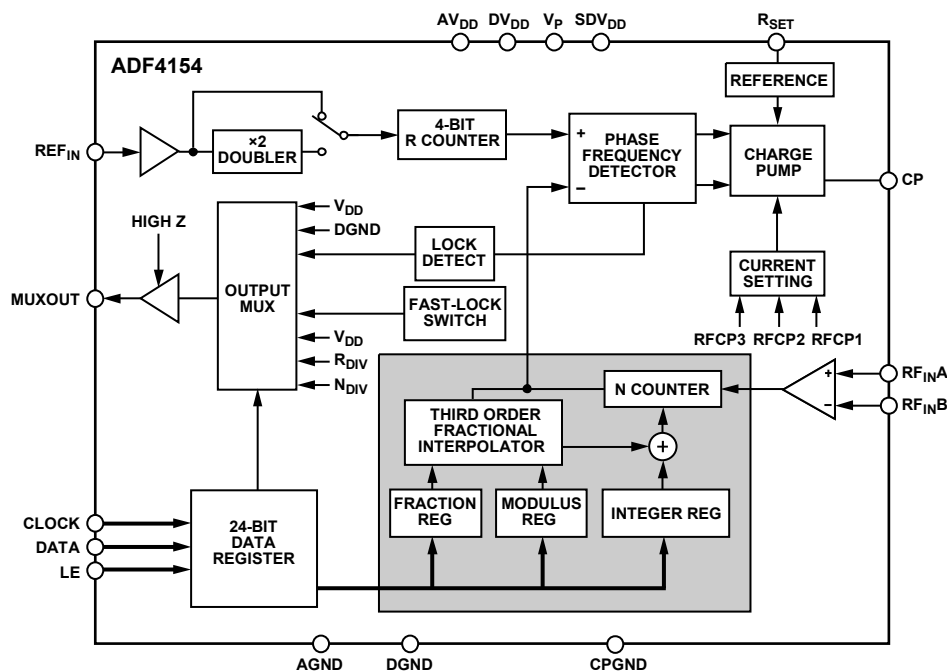 AVDD DVDD VP SDVDD RSET
ADF4154
REFERENCE
×2
DOUBLER
4-BIT
R COUNTER
+
–
PHASE
FREQUENCY
DETECTOR
CHARGE
PUMP
REFIN
CP
HIGH Z
VDD
DGND
LOCK
DETECT
CURRENT
SETTING
MUXOUT
OUTPUT
MUX
FAST-LOCK
SWITCH
RFCP3 RFCP2 RFCP1
VDD
RDIV
NDIV
N COUNTER
+
–
RFINA
RFINB
THIRD ORDER
FRACTIONAL
INTERPOLATOR
+
FRACTION
REG
MODULUS
REG
INTEGER REG
CLOCK
DATA
LE
24-BIT
DATA
REGISTER
AGND DGND CPGND